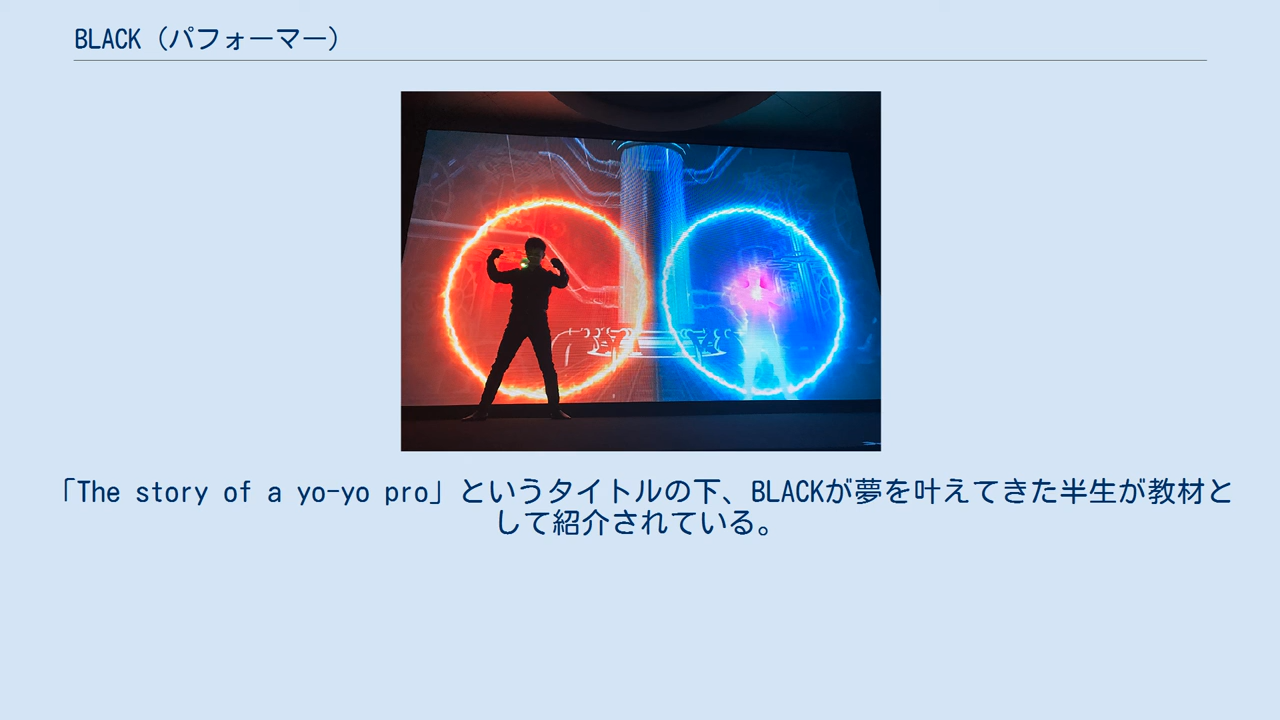 BLACK（パフォーマー）
「The story of a yo-yo pro」というタイトルの下、BLACKが夢を叶えてきた半生が教材と
して紹介されている。